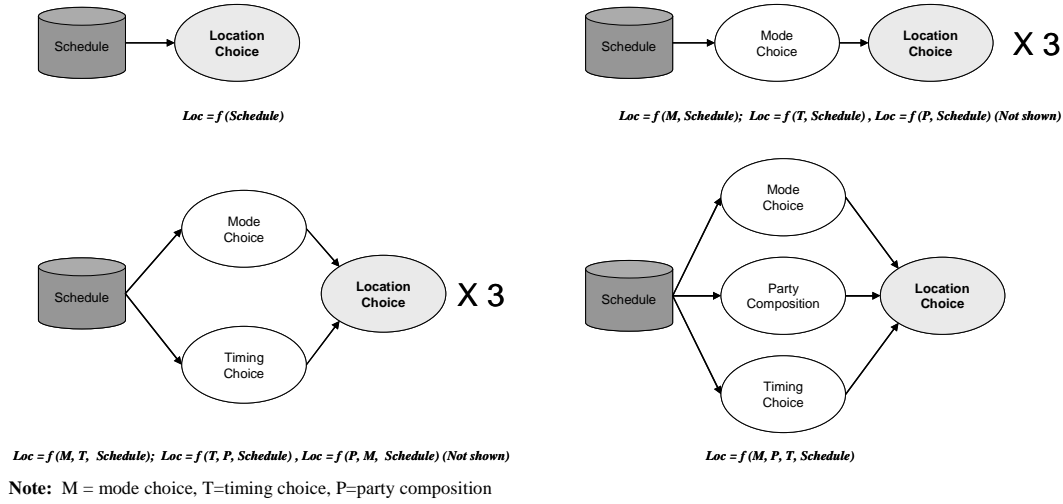 Schedule
Location
Choice
Loc = f (Schedule)
Schedule
Mode
Choice
Location
Choice
X 3
Loc = f (M, Schedule); Loc = f (T, Schedule) , Loc = f (P, Schedule) (Not shown)
Schedule
Mode
Choice
Timing
Choice
Location
Choice
X 3
Loc = f (M, T, Schedule); Loc = f (T, P, Schedule) , Loc = f (P, M, Schedule) (Not shown)
Schedule
Mode
Choice
Party
Composition
Timing
Choice
Location
Choice
Loc = f (M, P, T, Schedule)
Note: M = mode choice, T=timing choice, P=party composition